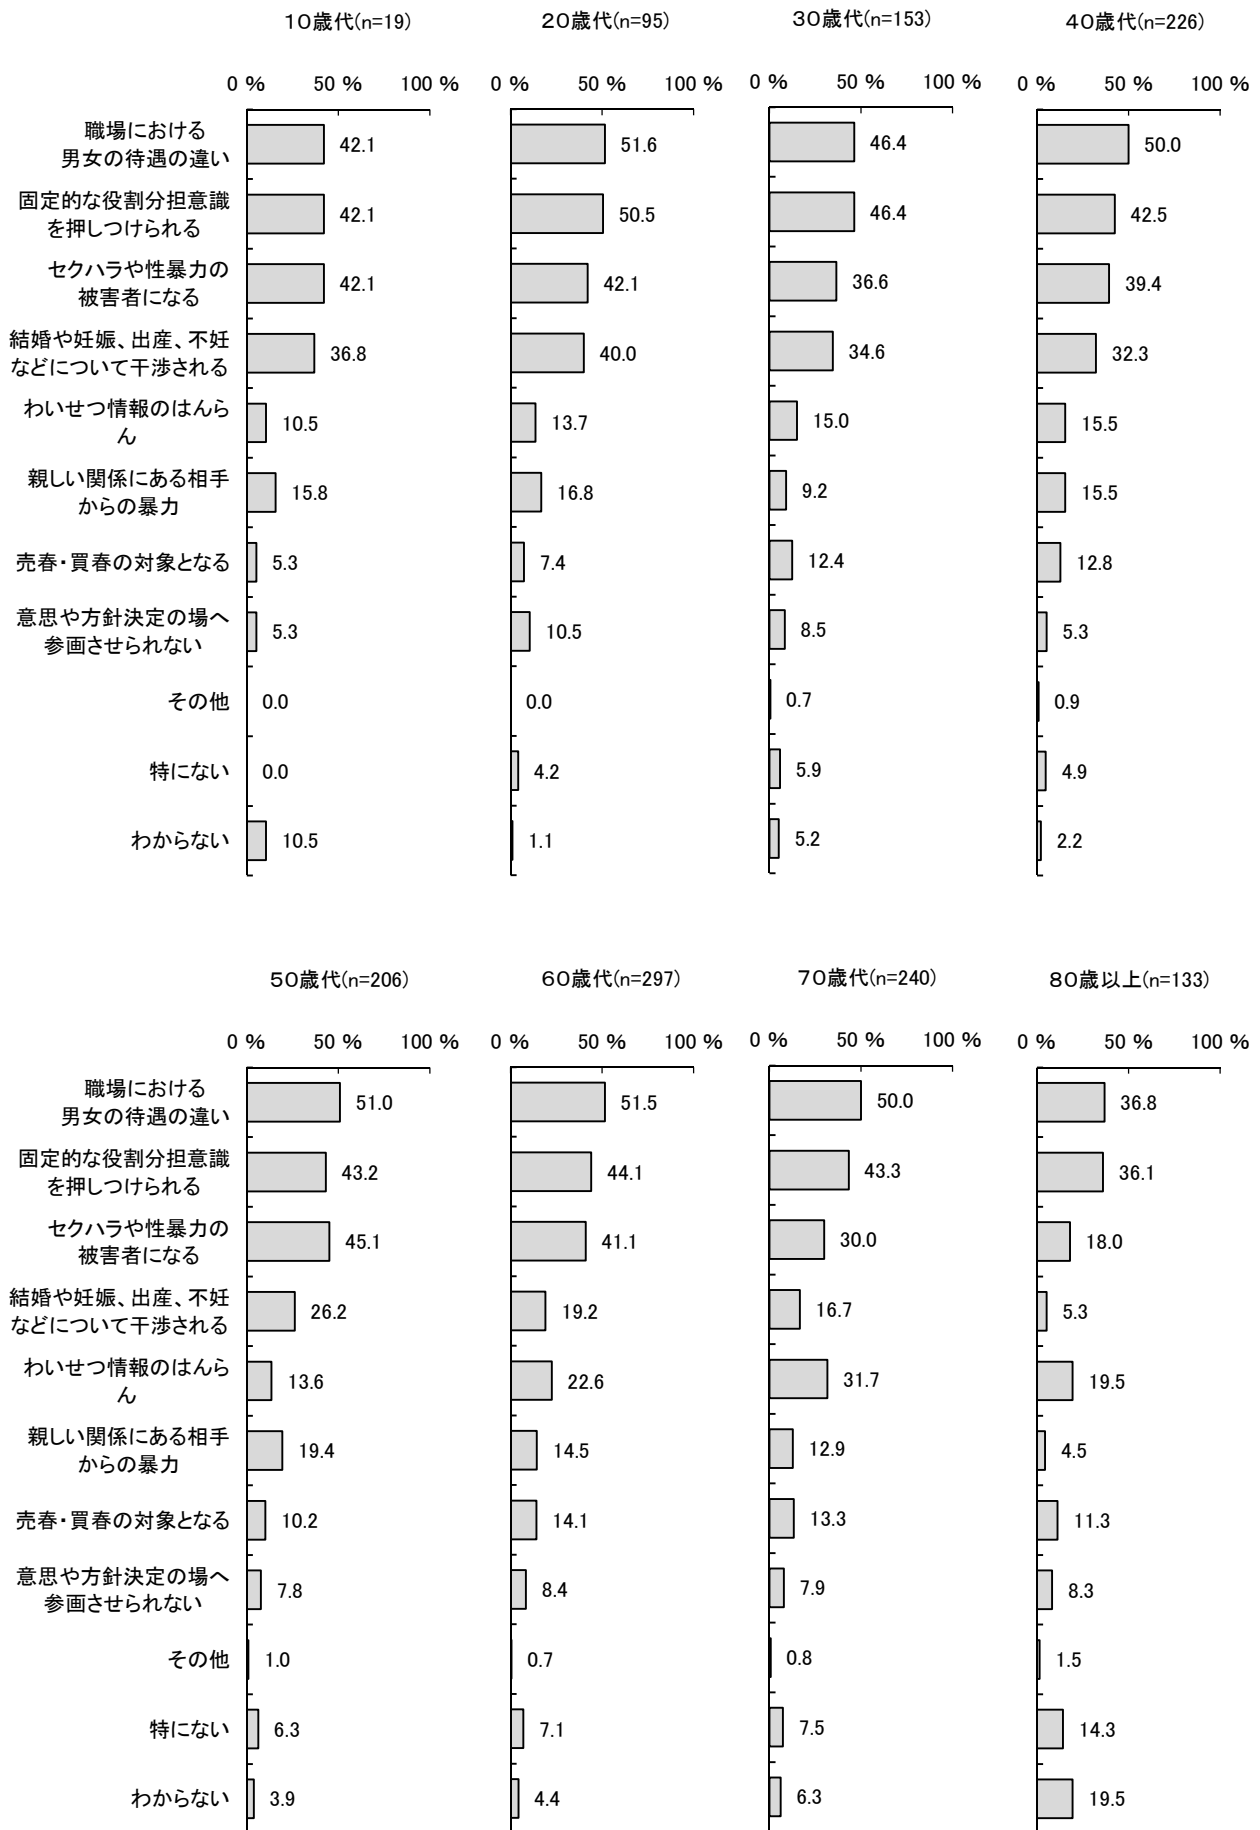 10歳代(n=19) 20歳代(n=95) 30歳代(n=153) 40歳代(n=226)
0 % 50 % 100 % 0 % 50 % 100 % 0 % 50 % 100 % 0 % 50 % 100 %
職場における
男女の待遇の違い 42.1 51.6 46.4 50.0
固定的な役割分担意識
を押しつけられる 42.1 50.5 46.4 42.5
セクハラや性暴力の
被害者になる 42.1 42.1 36.6 39.4
結婚や妊娠、出産、不妊
などについて干渉される 36.8 40.0 34.6 32.3
わいせつ情報のはんら
ん 10.5 13.7 15.0 15.5
親しい関係にある相手
からの暴力 15.8 16.8 9.2 15.5
売春・買春の対象となる 5.3 7.4 12.4 12.8
意思や方針決定の場へ
参画させられない 5.3 10.5 8.5 5.3
その他 0.0 0.0 0.7 0.9
特にない 0.0 4.2 5.9 4.9
わからない 10.5 1.1 5.2 2.2
50歳代(n=206) 60歳代(n=297) 70歳代(n=240) 80歳以上(n=133)
0 % 50 % 100 % 0 % 50 % 100 % 0 % 50 % 100 % 0 % 50 % 100 %
職場における
男女の待遇の違い 51.0 51.5 50.0 36.8
固定的な役割分担意識
を押しつけられる 43.2 44.1 43.3 36.1
セクハラや性暴力の
被害者になる 45.1 41.1 30.0 18.0
結婚や妊娠、出産、不妊
などについて干渉される 26.2 19.2 16.7 5.3
わいせつ情報のはんら
ん 13.6 22.6 31.7 19.5
親しい関係にある相手
からの暴力 19.4 14.5 12.9 4.5
売春・買春の対象となる 10.2 14.1 13.3 11.3
意思や方針決定の場へ
参画させられない 7.8 8.4 7.9 8.3
その他 1.0 0.7 0.8 1.5
特にない 6.3 7.1 7.5 14.3
わからない 3.9 4.4 6.3 19.5